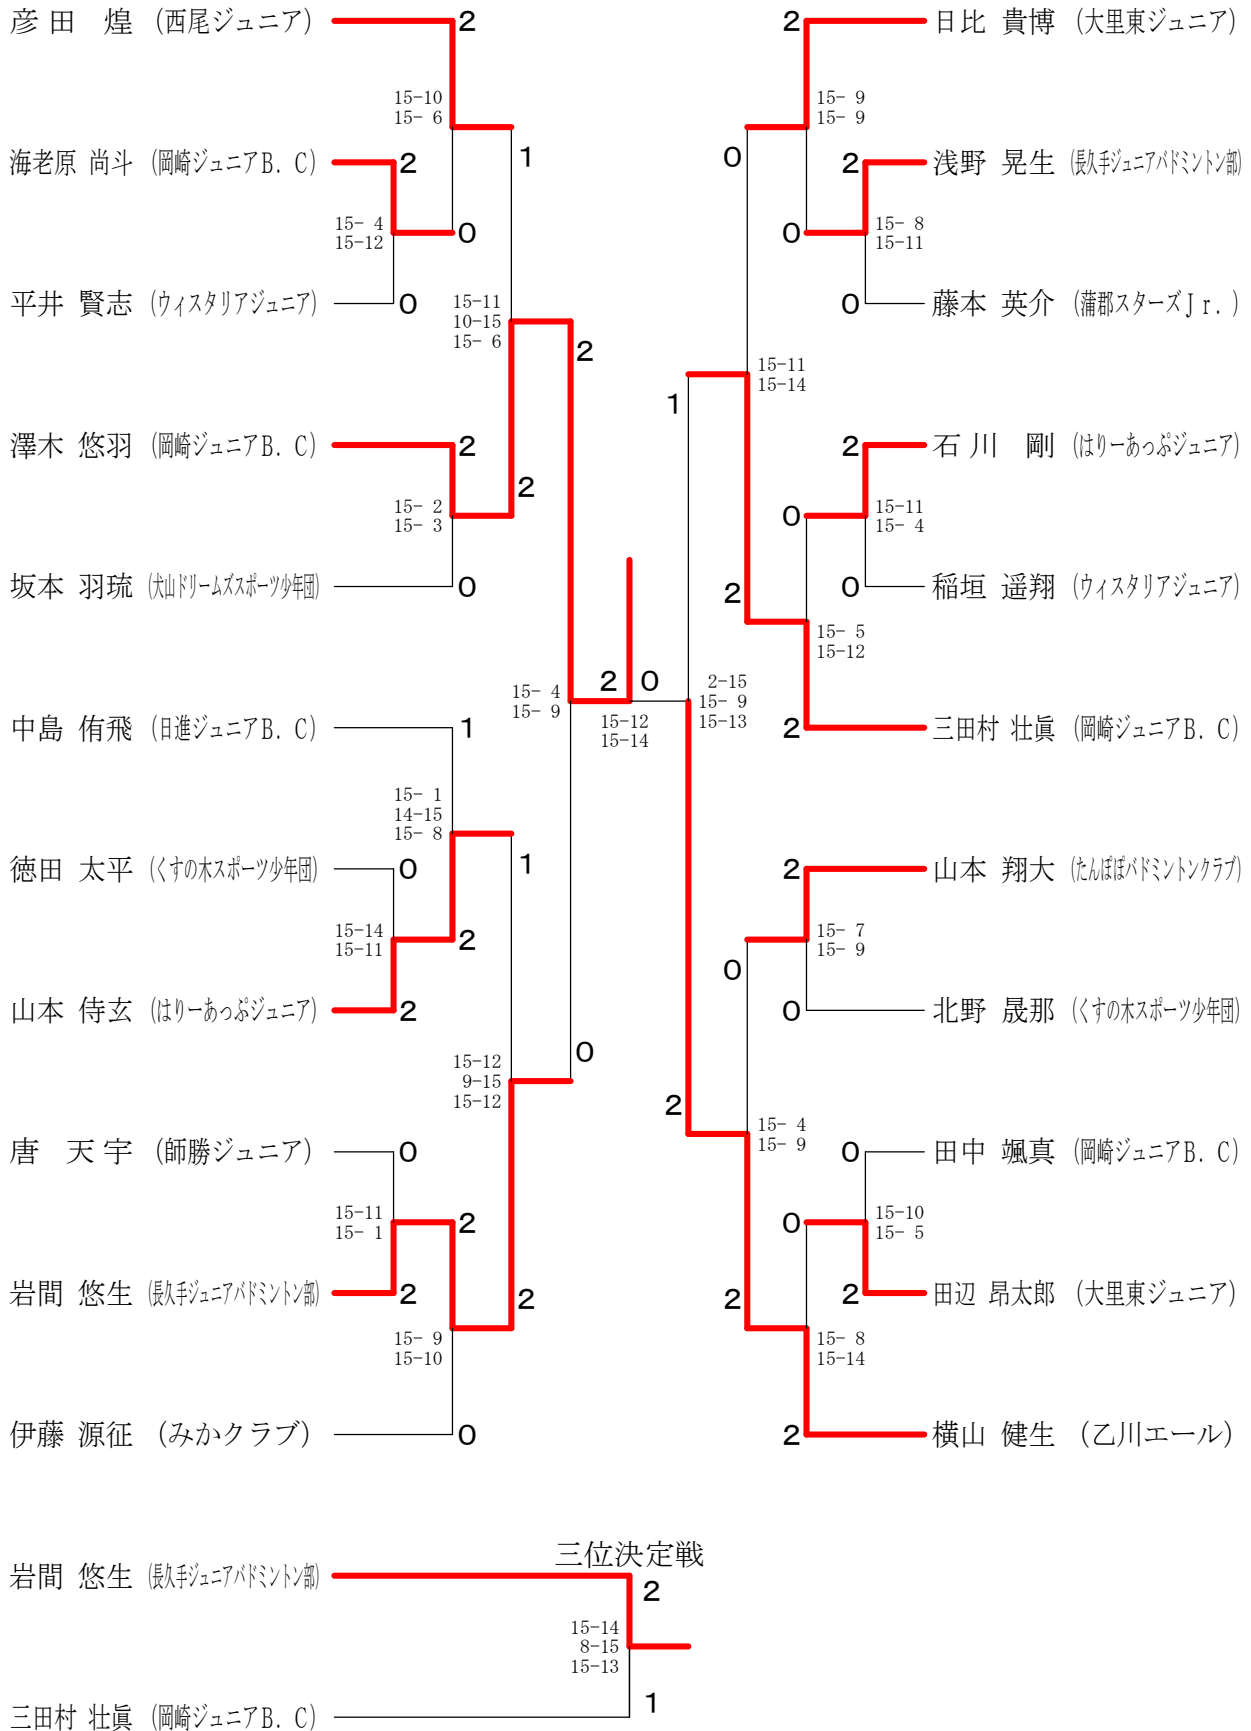 彦田 煌 (西尾ジュニア) 2
15-10
15- 6
海老原 尚斗 (岡崎ジュニアB.C) 2
1
15- 4
15-12
0
平井 賢志 (ウィスタリアジュニア) 0
15-11
10-15
15- 6
2
澤木 悠羽 (岡崎ジュニアB.C) 2
2
15- 2
15- 3
坂本 羽琉 (犬山ドリームズスポーツ少年団) 0
15- 4
15- 9
中島 侑飛 (日進ジュニアB.C) 1
15- 1
14-15
15- 8
徳田 太平 (くすの木スポーツ少年団) 0
1
15-14
15-11
2
山本 侍玄 (はりーあっぷジュニア) 2
15-12
9-15
15-12
0
唐 天宇 (師勝ジュニア) 0
15-11
15- 1
2
岩間 悠生 (長久手ジュニアバドミントン部) 2
2
15- 9
15-10
伊藤 源征 (みかクラブ) 0
2 0
15-12
15-14
2 日比 貴博 (大里東ジュニア)
15- 9
15- 9
0
2 浅野 晃生 (長久手ジュニアバドミントン部)
0
15- 8
15-11
0 藤本 英介 (蒲郡スターズJr.)
15-11
15-14
1
2 石川 剛 (はりーあっぷジュニア)
0
15-11
15- 4
2
0 稲垣 遥翔 (ウィスタリアジュニア)
15- 5
15-12
2-15
15- 9
15-13
2 三田村 壮眞 (岡崎ジュニアB.C)
2 山本 翔大 (たんぽぽバドミントンクラブ)
15- 7
15- 9
0
0 北野 晟那 (くすの木スポーツ少年団)
2
15- 4
15- 9
0 田中 颯真 (岡崎ジュニアB.C)
0
15-10
15- 5
2
2 田辺 昂太郎 (大里東ジュニア)
15- 8
15-14
2 横山 健生 (乙川エール)
三位決定戦
岩間 悠生 (長久手ジュニアバドミントン部) 2
15-14
8-15
15-13
三田村 壮眞 (岡崎ジュニアB.C) 1